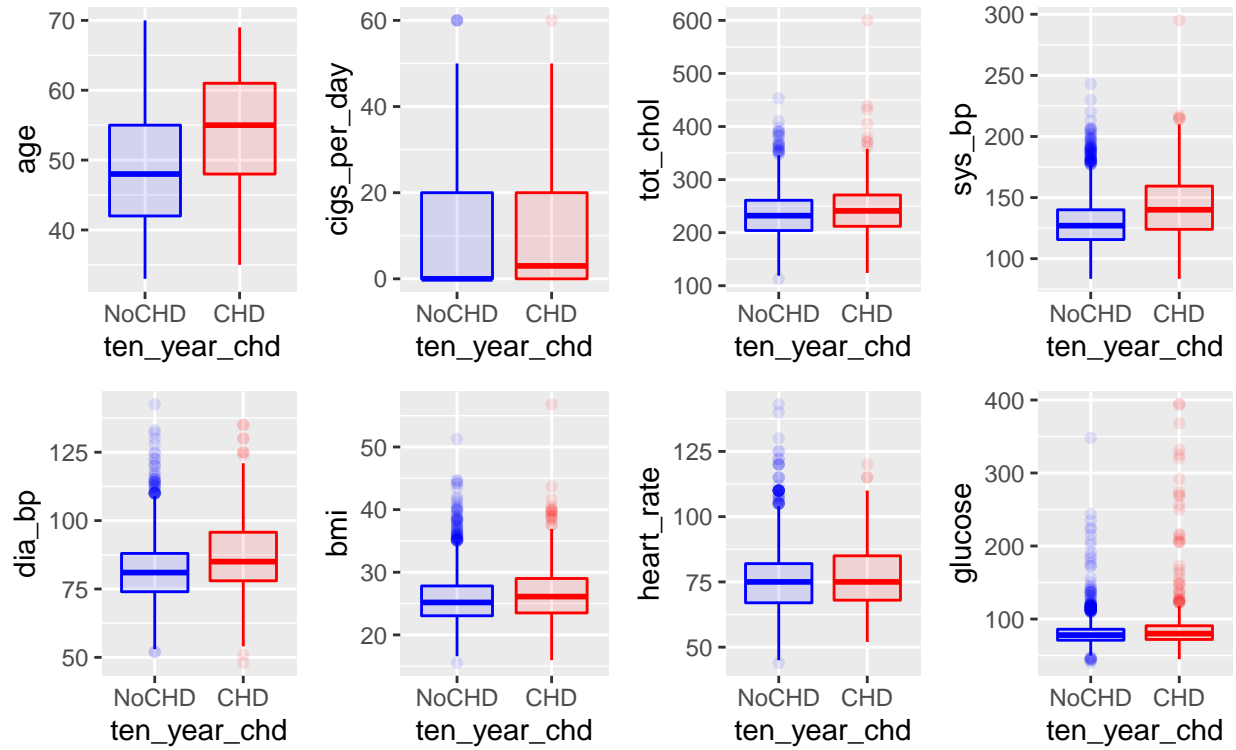 age
70
60
50
40
NoCHD CHD
ten_year_chd
cigs_per_day
60
40
20
0
NoCHD CHD
ten_year_chd
tot_chol
600
500
400
300
200
100
NoCHD CHD
ten_year_chd
sys_bp
300
250
200
150
100
NoCHD CHD
ten_year_chd
dia_bp
125
100
75
50
NoCHD CHD
ten_year_chd
bmi
50
40
30
20
NoCHD CHD
ten_year_chd
heart_rate
125
100
75
50
NoCHD CHD
ten_year_chd
glucose
400
300
200
100
NoCHD CHD
ten_year_chd